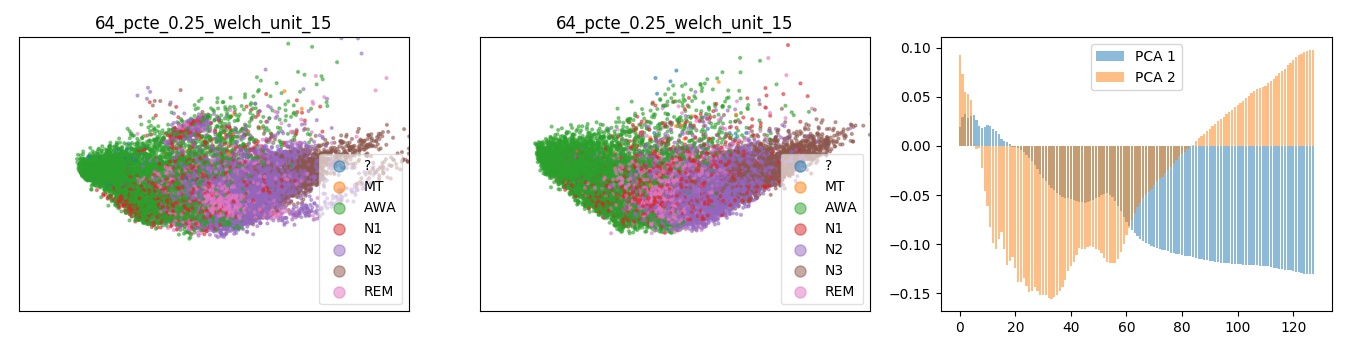 64_pcte_0.25_welch_unit_15
?
MT
AWA
N1
N2
N3
REM
64_pcte_0.25_welch_unit_15
?
MT
AWA
N1
N2
N3
REM
PCA 1
PCA 2
0.10
0.05
0.00
−0.05
−0.10
−0.15
0 20 40 60 80 100 120